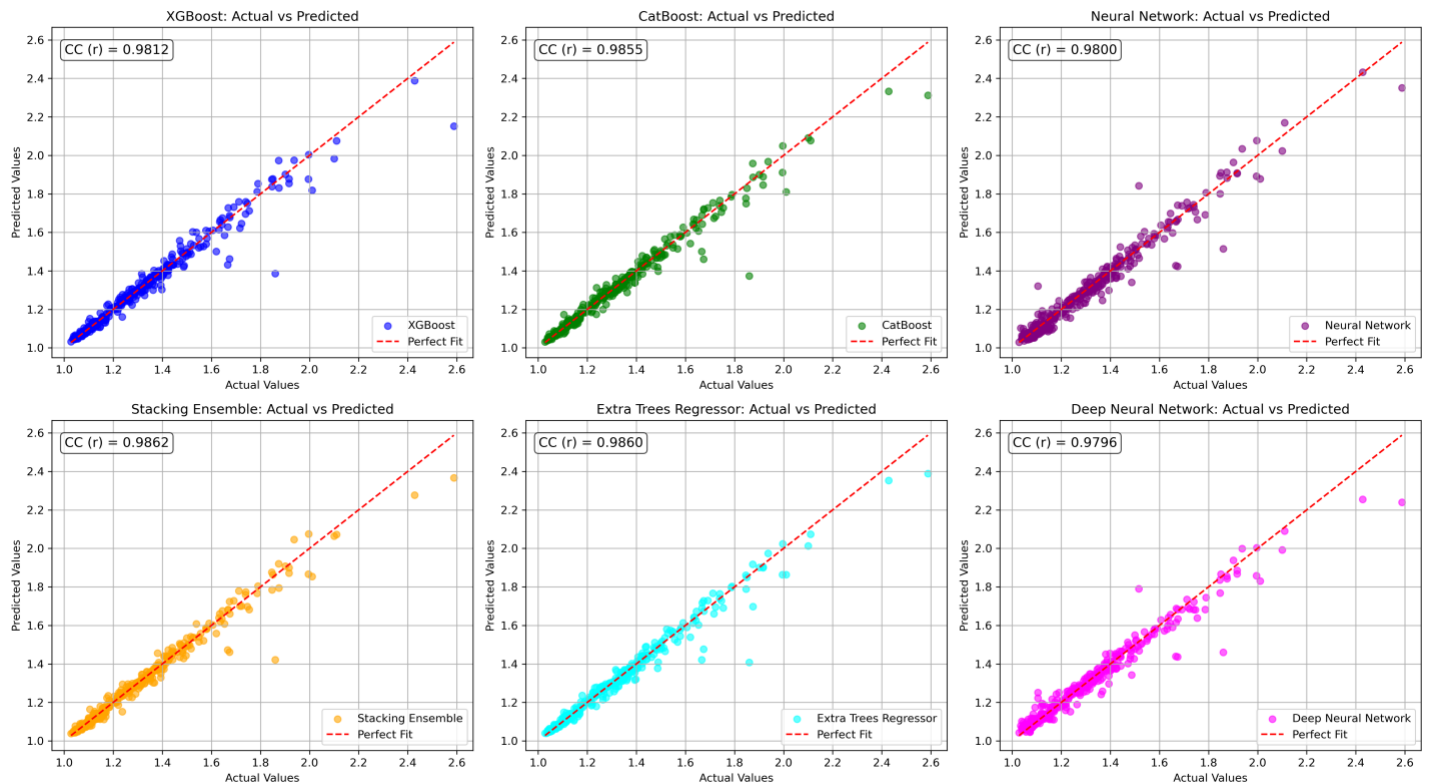 XGBoost: Actual vs Predicted
CC (r) = 0.9812
2.6
2.4
2.2
2.0
1.8
1.6
1.4
1.2
1.0
Predicted Values
XGBoost
Perfect Fit
1.0 1.2 1.4 1.6 1.8 2.0 2.2 2.4 2.6
Actual Values
CatBoost: Actual vs Predicted
CC (r) = 0.9855
2.6
2.4
2.2
2.0
1.8
1.6
1.4
1.2
1.0
Predicted Values
CatBoost
Perfect Fit
1.0 1.2 1.4 1.6 1.8 2.0 2.2 2.4 2.6
Actual Values
Neural Network: Actual vs Predicted
CC (r) = 0.9800
2.6
2.4
2.2
2.0
1.8
1.6
1.4
1.2
1.0
Predicted Values
Neural Network
Perfect Fit
1.0 1.2 1.4 1.6 1.8 2.0 2.2 2.4 2.6
Actual Values
Stacking Ensemble: Actual vs Predicted
CC (r) = 0.9862
2.6
2.4
2.2
2.0
1.8
1.6
1.4
1.2
1.0
Predicted Values
Stacking Ensemble
Perfect Fit
1.0 1.2 1.4 1.6 1.8 2.0 2.2 2.4 2.6
Actual Values
Extra Trees Regressor: Actual vs Predicted
CC (r) = 0.9860
2.6
2.4
2.2
2.0
1.8
1.6
1.4
1.2
1.0
Predicted Values
Extra Trees Regressor
Perfect Fit
1.0 1.2 1.4 1.6 1.8 2.0 2.2 2.4 2.6
Actual Values
Deep Neural Network: Actual vs Predicted
CC (r) = 0.9796
2.6
2.4
2.2
2.0
1.8
1.6
1.4
1.2
1.0
Predicted Values
Deep Neural Network
Perfect Fit
1.0 1.2 1.4 1.6 1.8 2.0 2.2 2.4 2.6
Actual Values